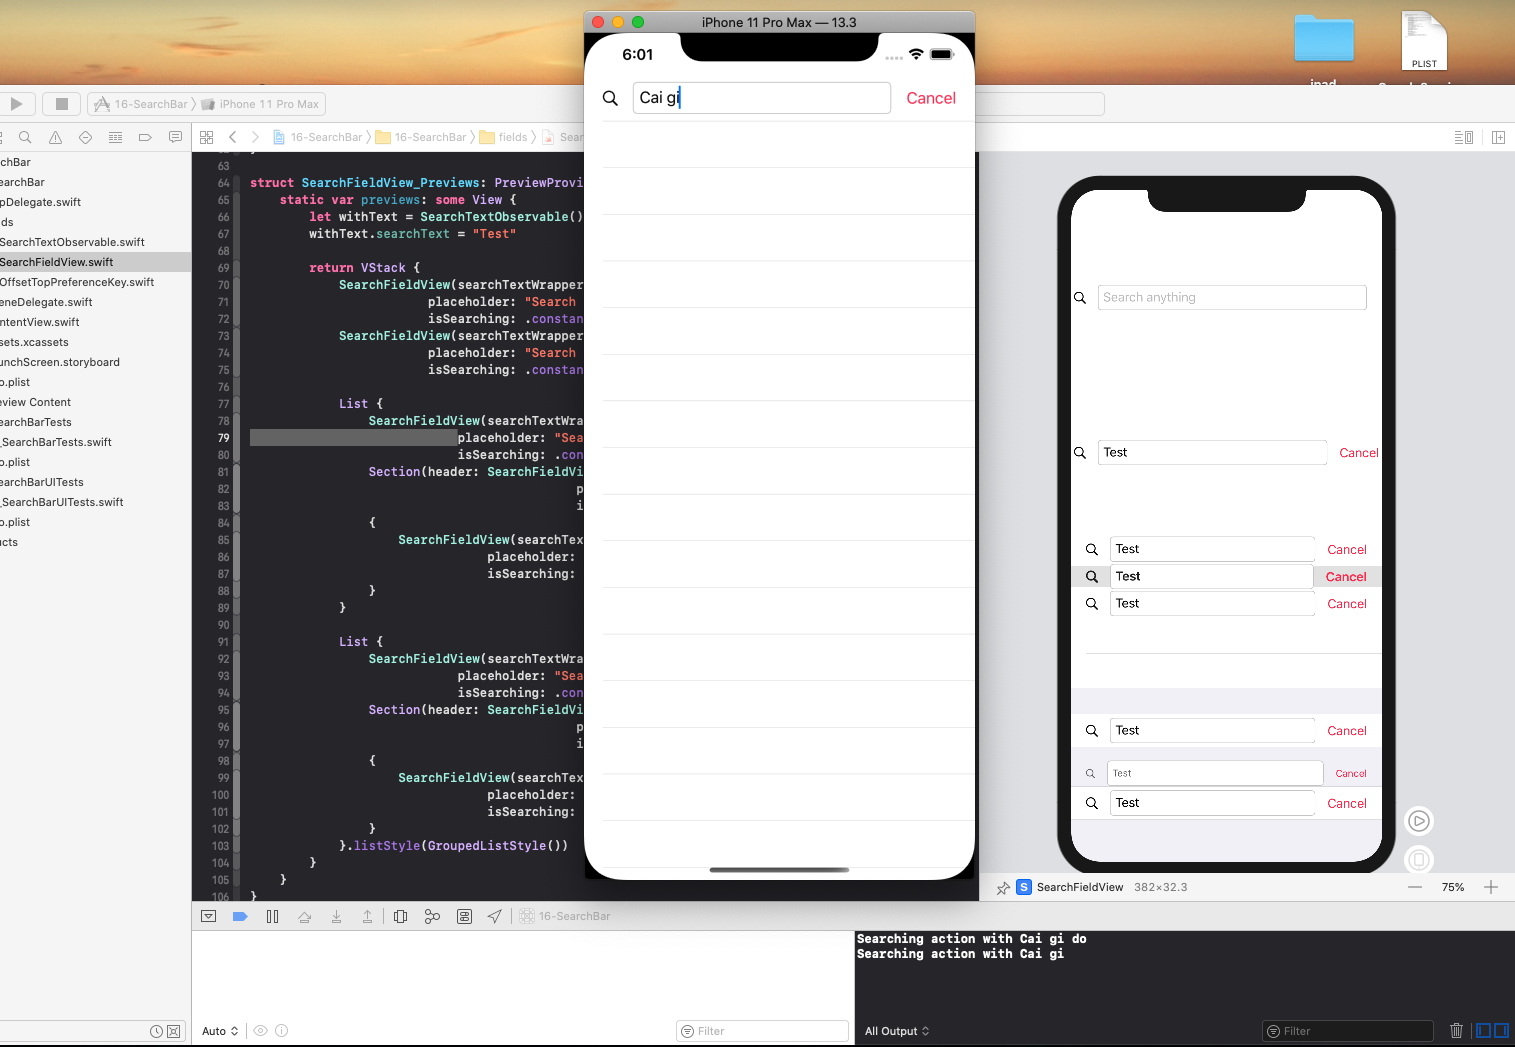 iPhone 11 Pro Max — 13.3
6:01
Cai gi
Cancel
PLIST
16-SearchBar
iPhone 11 Pro Max
16-SearchBar
16-SearchBar
fields
chBar
earchBar
pDelegate.swift
ds
SearchTextObservable.swift
SearchFieldView.swift
OffsetTopPreferenceKey.swift
eneDelegate.swift
ntentView.swift
sets.xcassets
unchScreen.storyboard
o.plist
eview Content
earchBarTests
_SearchBarTests.swift
o.plist
earchBarUITests
_SearchBarUITests.swift
o.plist
ucts
63
64 struct SearchFieldView_Previews: PreviewProvi
65 static var previews: some View {
66 let withText = SearchTextObservable()
67 withText.searchText = "Test"
68
69 return VStack {
70 SearchFieldView(searchTextWrapper
71 placeholder: "Search
72 isSearching: .constan
73 SearchFieldView(searchTextWrapper
74 placeholder: "Search
75 isSearching: .constan
76
77 List {
78 SearchFieldView(searchTextWra
79 placeholder: "Sea
80 isSearching: .con
81 Section(header: SearchFieldVi
82 p
83 i
84 {
85 SearchFieldView(searchTex
86 placeholder:
87 isSearching:
88 }
89 }
90
91 List {
92 SearchFieldView(searchTextWra
93 placeholder: "Sea
94 isSearching: .con
95 Section(header: SearchFieldVi
96 p
97 i
98 {
99 SearchFieldView(searchTex
100 placeholder:
101 isSearching:
102 }
103 }.listStyle(GroupedListStyle())
104 }
105 }
106 }
Search anything
Test Cancel
Test Cancel
Test Cancel
Test Cancel
Test Cancel
Test Cancel
Test Cancel
S SearchFieldView 382×32.3
75%
16-SearchBar
Searching action with Cai gi do
Searching action with Cai gi
Auto
Filter
All Output
Filter